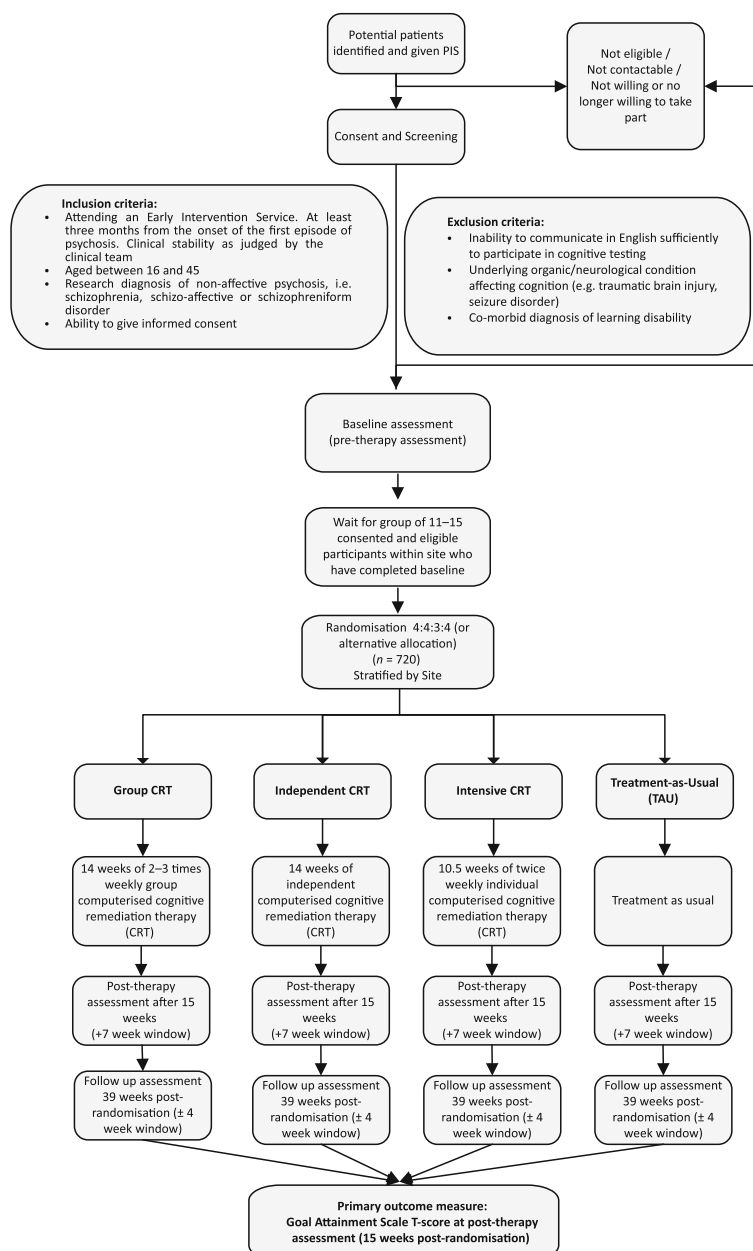 Potential patients
identified and given PIS
Not eligible /
Not contactable /
Not willing or no
longer willing to take
part
Consent and Screening
Inclusion criteria:
• Attending an Early Intervention Service. At least
three months from the onset of the first episode of
psychosis. Clinical stability as judged by the
clinical team
• Aged between 16 and 45
• Research diagnosis of non-affective psychosis, i.e.
schizophrenia, schizo-affective or schizophreniform
disorder
• Ability to give informed consent
Exclusion criteria:
• Inability to communicate in English sufficiently
to participate in cognitive testing
• Underlying organic/neurological condition
affecting cognition (e.g. traumatic brain injury,
seizure disorder)
• Co-morbid diagnosis of learning disability
Baseline assessment
(pre-therapy assessment)
Wait for group of 11–15
consented and eligible
participants within site who
have completed baseline
Randomisation 4:4:3:4 (or
alternative allocation)
(n = 720)
Stratified by Site
Group CRT
Independent CRT
Intensive CRT
Treatment-as-Usual
(TAU)
14 weeks of 2–3 times
weekly group
computerised cognitive
remediation therapy
(CRT)
14 weeks of
independent
computerised cognitive
remediation therapy
(CRT)
10.5 weeks of twice
weekly individual
computerised cognitive
remediation therapy
(CRT)
Treatment as usual
Post-therapy
assessment after 15
weeks
(+7 week window)
Post-therapy
assessment after 15
weeks
(+7 week window)
Post-therapy
assessment after 15
weeks
(+7 week window)
Post-therapy
assessment after 15
weeks
(+7 week window)
Follow up assessment
39 weeks post-
randomisation (± 4
week window)
Follow up assessment
39 weeks post-
randomisation (± 4
week window)
Follow up assessment
39 weeks post-
randomisation (± 4
week window)
Follow up assessment
39 weeks post-
randomisation (± 4
week window)
Primary outcome measure:
Goal Attainment Scale T-score at post-therapy
assessment (15 weeks post-randomisation)